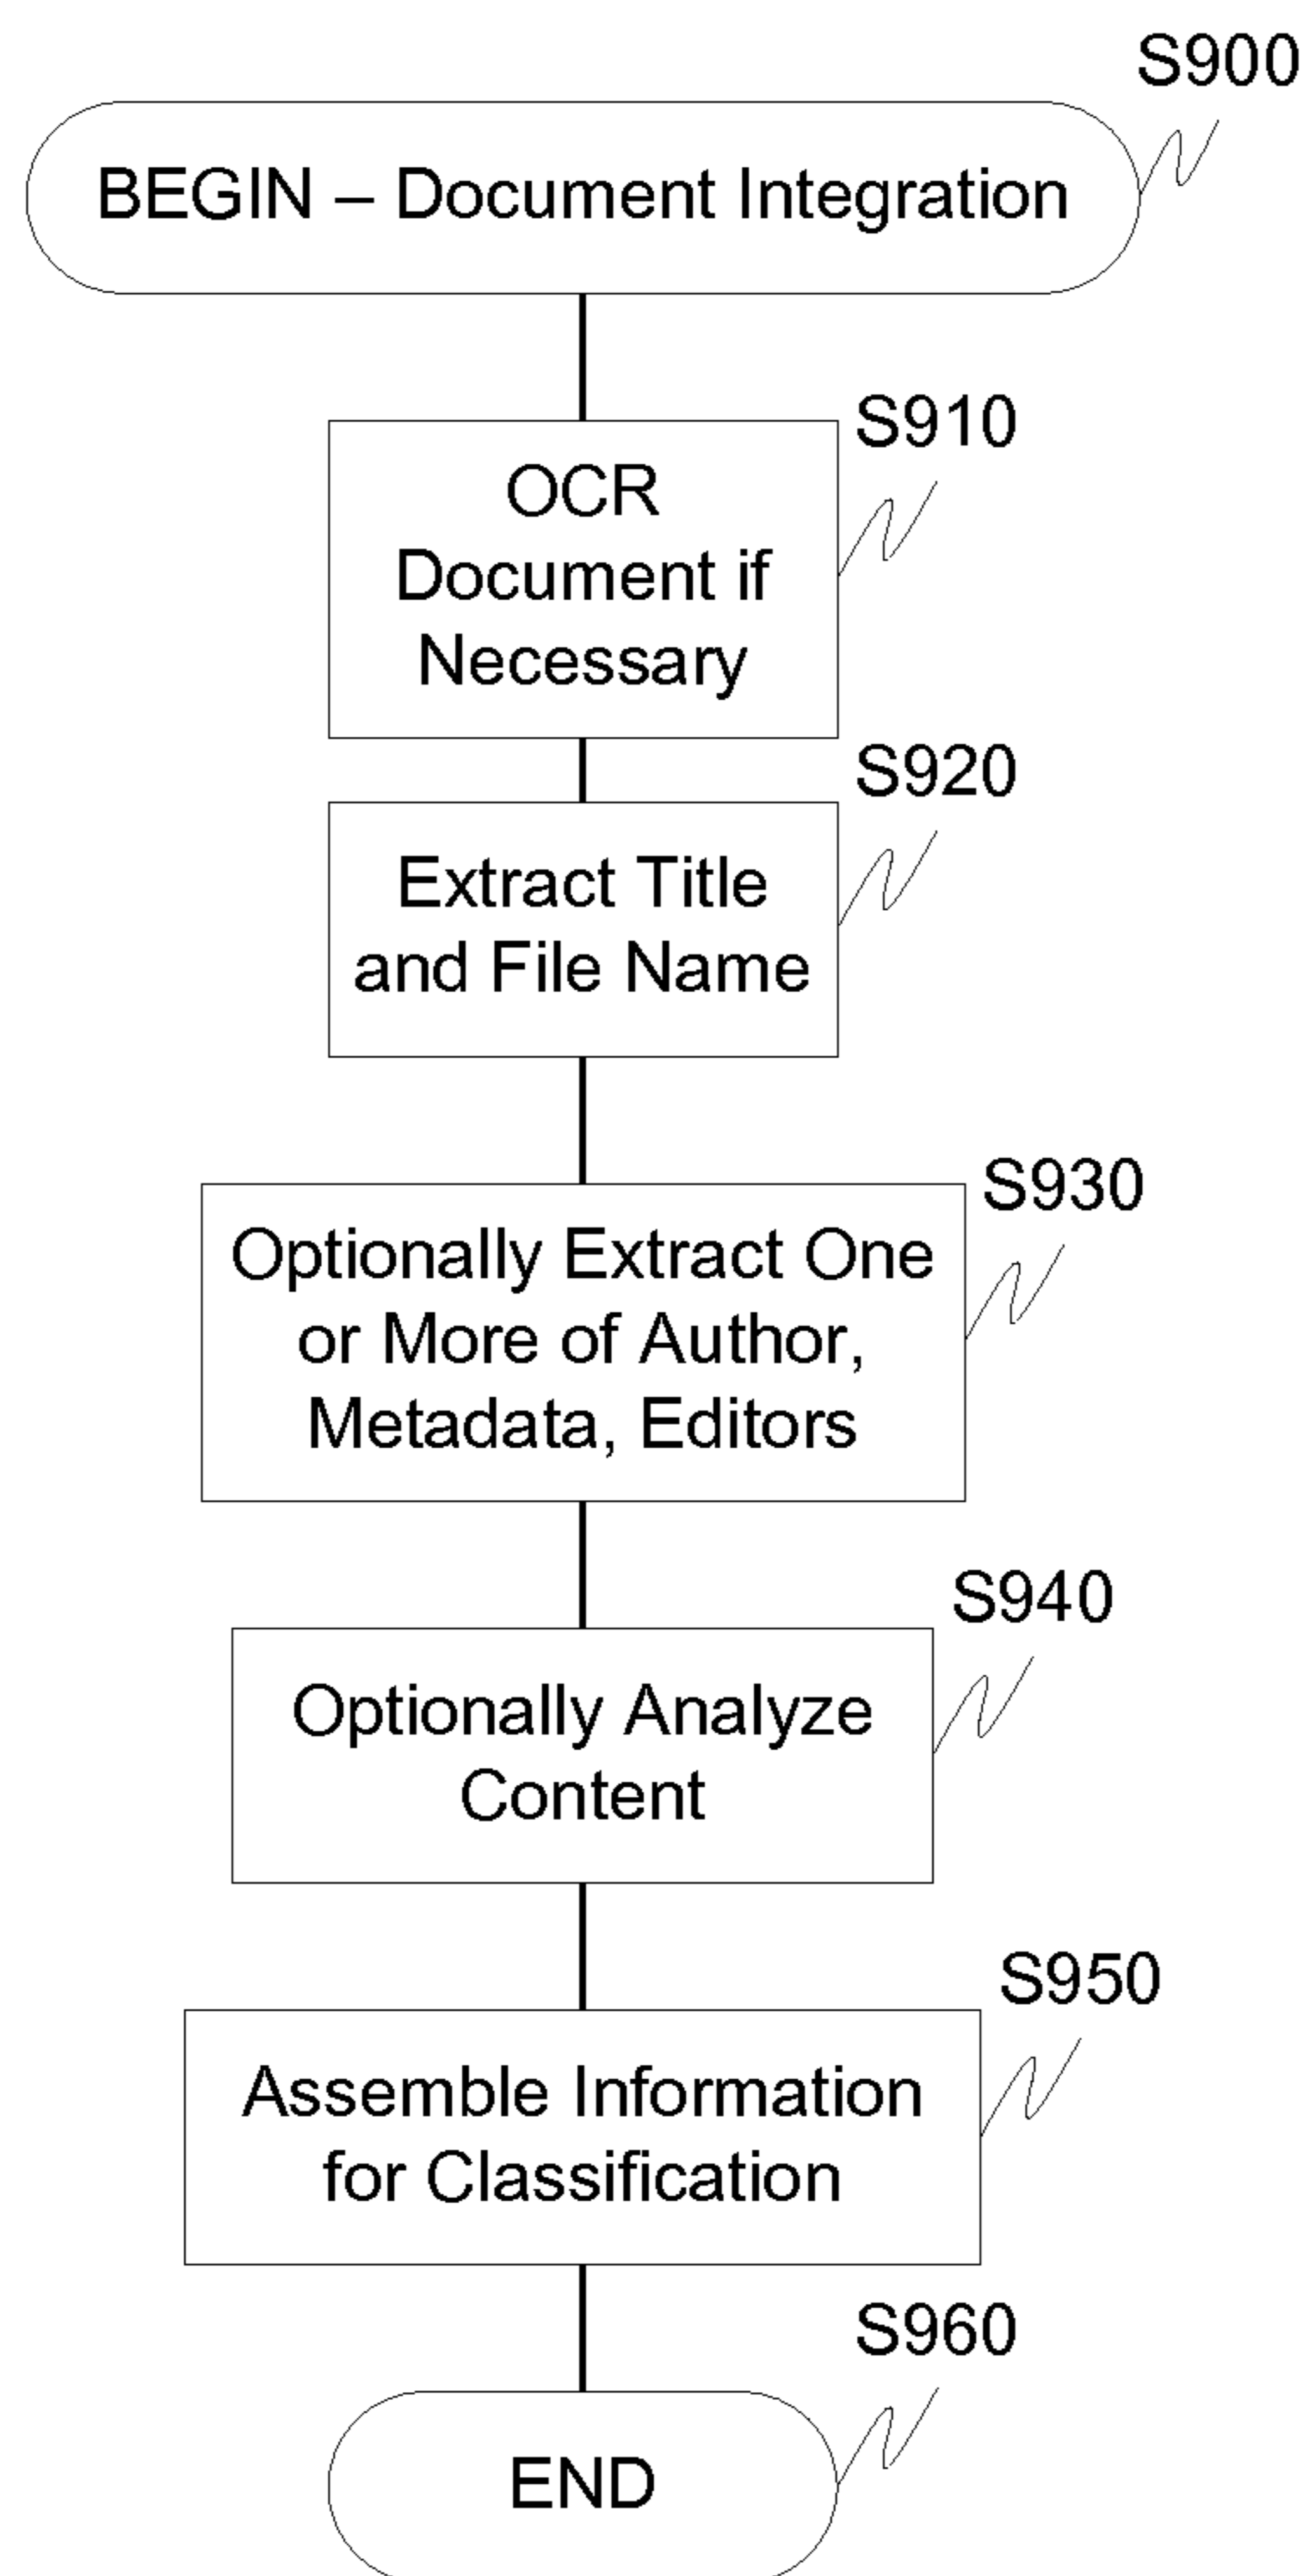 S900
BEGIN – Document Integration
S910
OCR
Document if
Necessary
S920
Extract Title
and File Name
S930
Optionally Extract One
or More of Author,
Metadata, Editors
S940
Optionally Analyze
Content
S950
Assemble Information
for Classification
S960
END